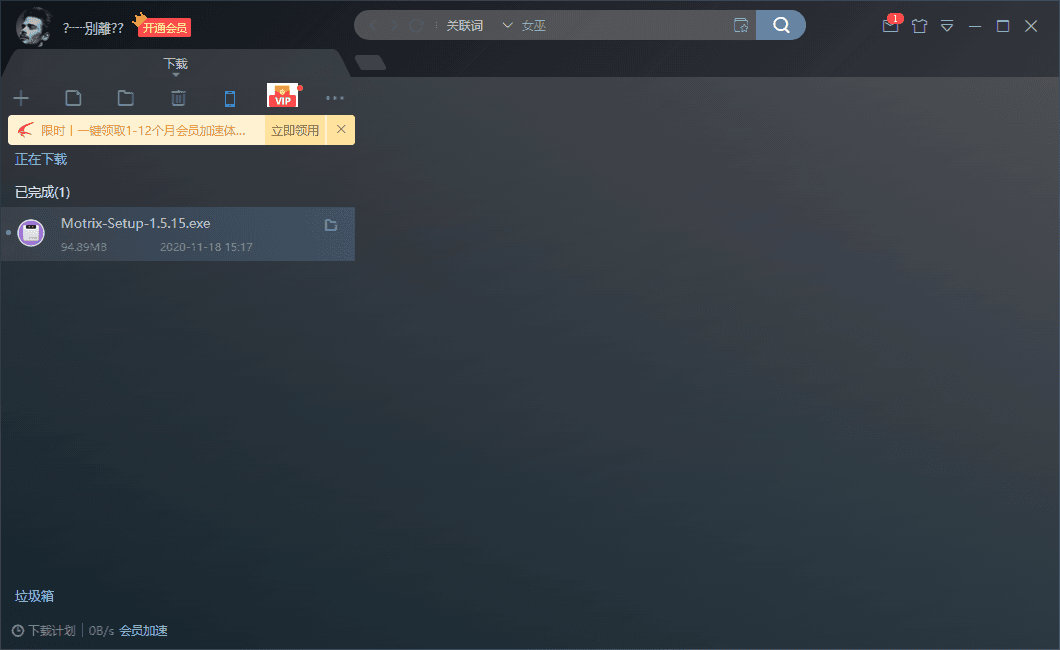 ?----别離??
开通会员
关联词
女巫
1
下载
VIP
限时丨一键领取1-12个月会员加速体...
立即领用
正在下载
已完成(1)
Motrix-Setup-1.5.15.exe
94.89MB 2020-11-18 15:17
垃圾箱
下载计划 0B/s 会员加速